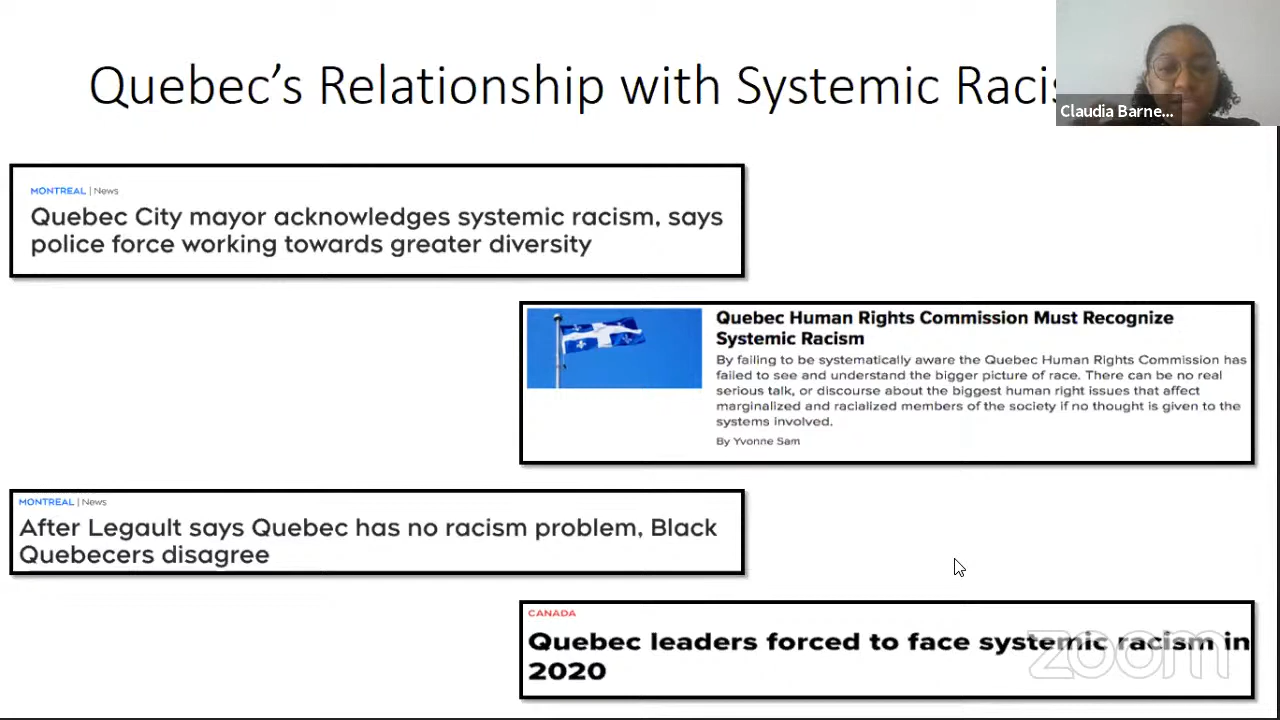 Quebec's Relationship with Systemic Racis
Claudia Barne...
MONTREAL | News
Quebec City mayor acknowledges systemic racism, says
police force working towards greater diversity
Quebec Human Rights Commission Must Recognize
Systemic Racism
By failing to be systematically aware the Quebec Human Rights Commission has
failed to see and understand the bigger picture of race. There can be no real
serious talk, or discourse about the biggest human right issues that affect
marginalized and racialized members of the society if no thought is given to the
systems involved.
By Yvonne Sam
MONTREAL | News
After Legault says Quebec has no racism problem, Black
Quebecers disagree
CANADA
Quebec leaders forced to face systemic racism in
2020
zoom